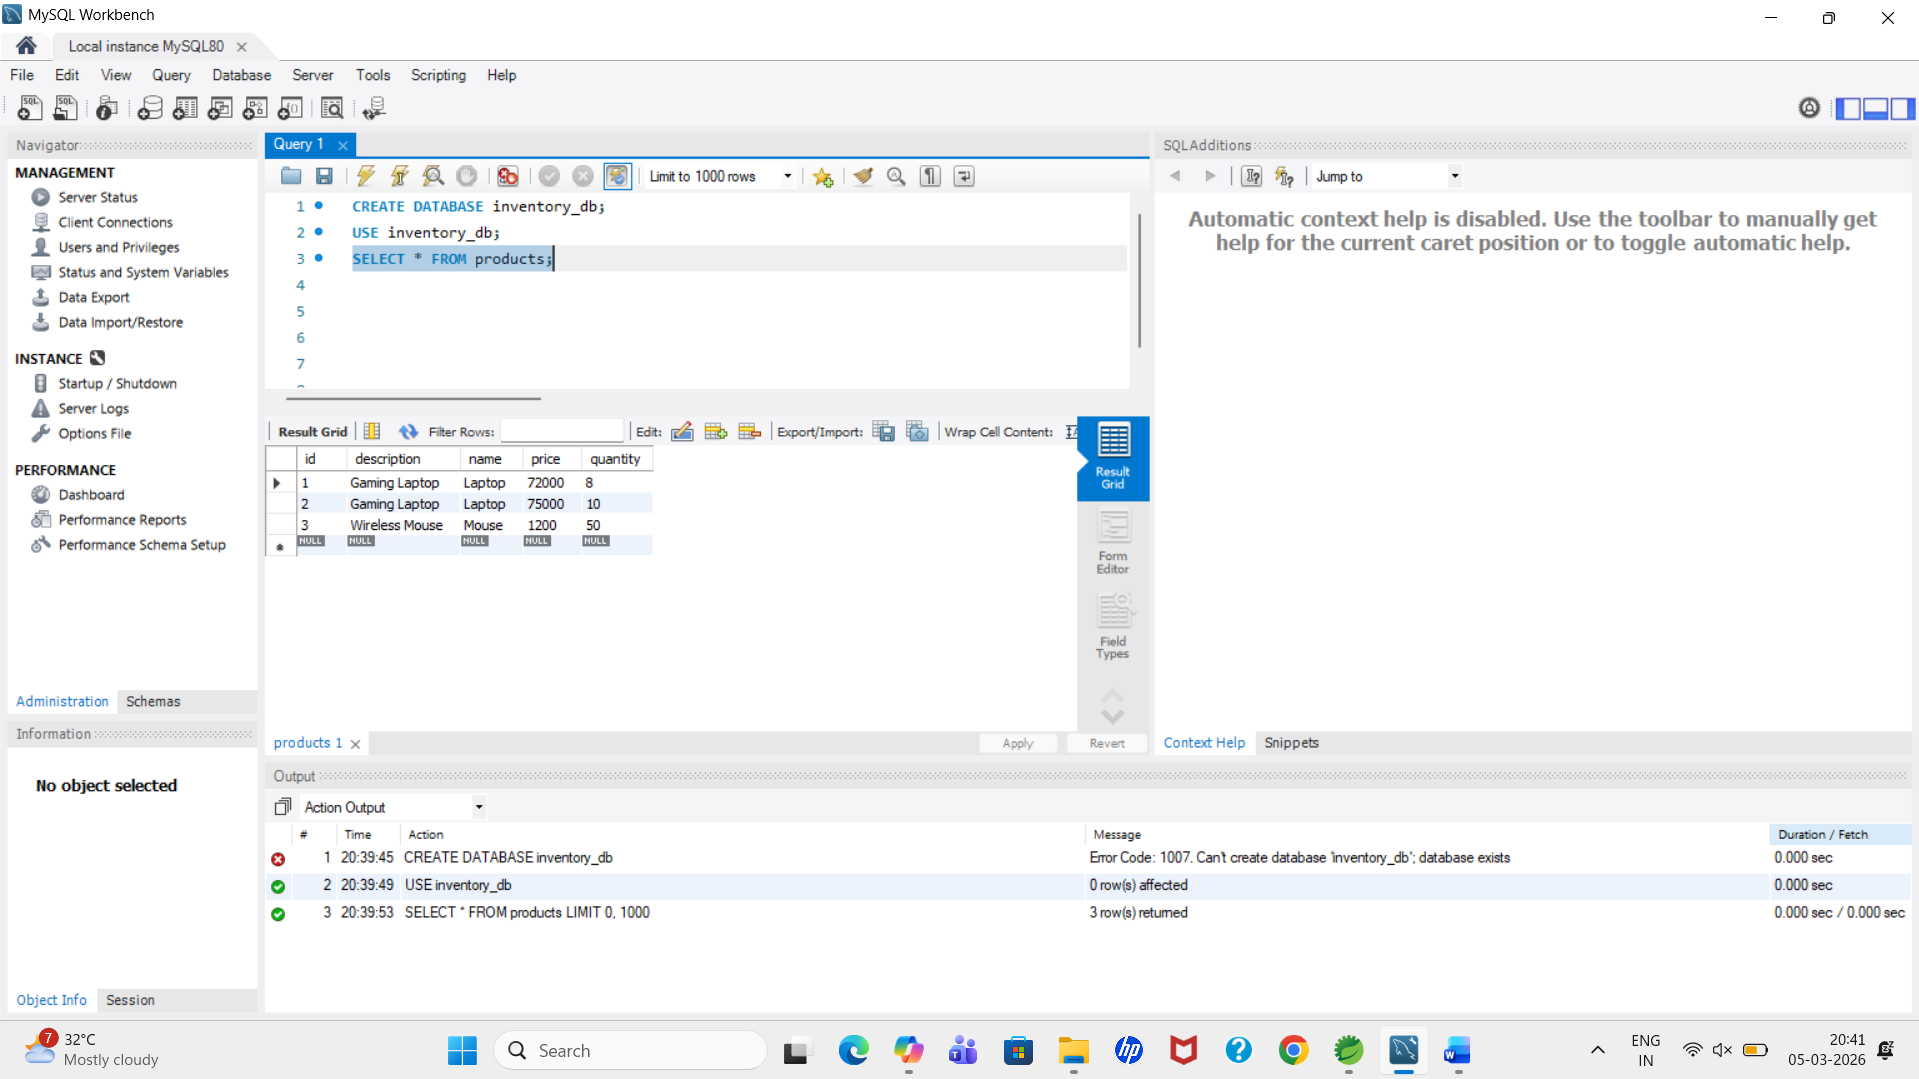 MySQL Workbench
Local instance MySQL80
File Edit View Query Database Server Tools Scripting Help
Navigator
MANAGEMENT
Server Status
Client Connections
Users and Privileges
Status and System Variables
Data Export
Data Import/Restore
INSTANCE
Startup / Shutdown
Server Logs
Options File
PERFORMANCE
Dashboard
Performance Reports
Performance Schema Setup
Administration Schemas
Information
No object selected
Object Info Session
Query 1
Limit to 1000 rows
1 CREATE DATABASE inventory_db;
2 USE inventory_db;
3 SELECT * FROM products;
4
5
6
7
Result Grid Filter Rows: Edit: Export/Import: Wrap Cell Content:
id description name price quantity
1 Gaming Laptop Laptop 72000 8
2 Gaming Laptop Laptop 75000 10
3 Wireless Mouse Mouse 1200 50
NULL NULL NULL NULL NULL
Result
Grid
Form
Editor
Field
Types
products 1
Apply Revert
SQLAdditions
Jump to
Automatic context help is disabled. Use the toolbar to manually get
help for the current caret position or to toggle automatic help.
Context Help Snippets
Output
Action Output
# Time Action Message Duration / Fetch
1 20:39:45 CREATE DATABASE inventory_db Error Code: 1007. Can't create database 'inventory_db'; database exists 0.000 sec
2 20:39:49 USE inventory_db 0 row(s) affected 0.000 sec
3 20:39:53 SELECT * FROM products LIMIT 0, 1000 3 row(s) returned 0.000 sec / 0.000 sec
7
32°C
Mostly cloudy
Search
ENG
IN
20:41
05-03-2026